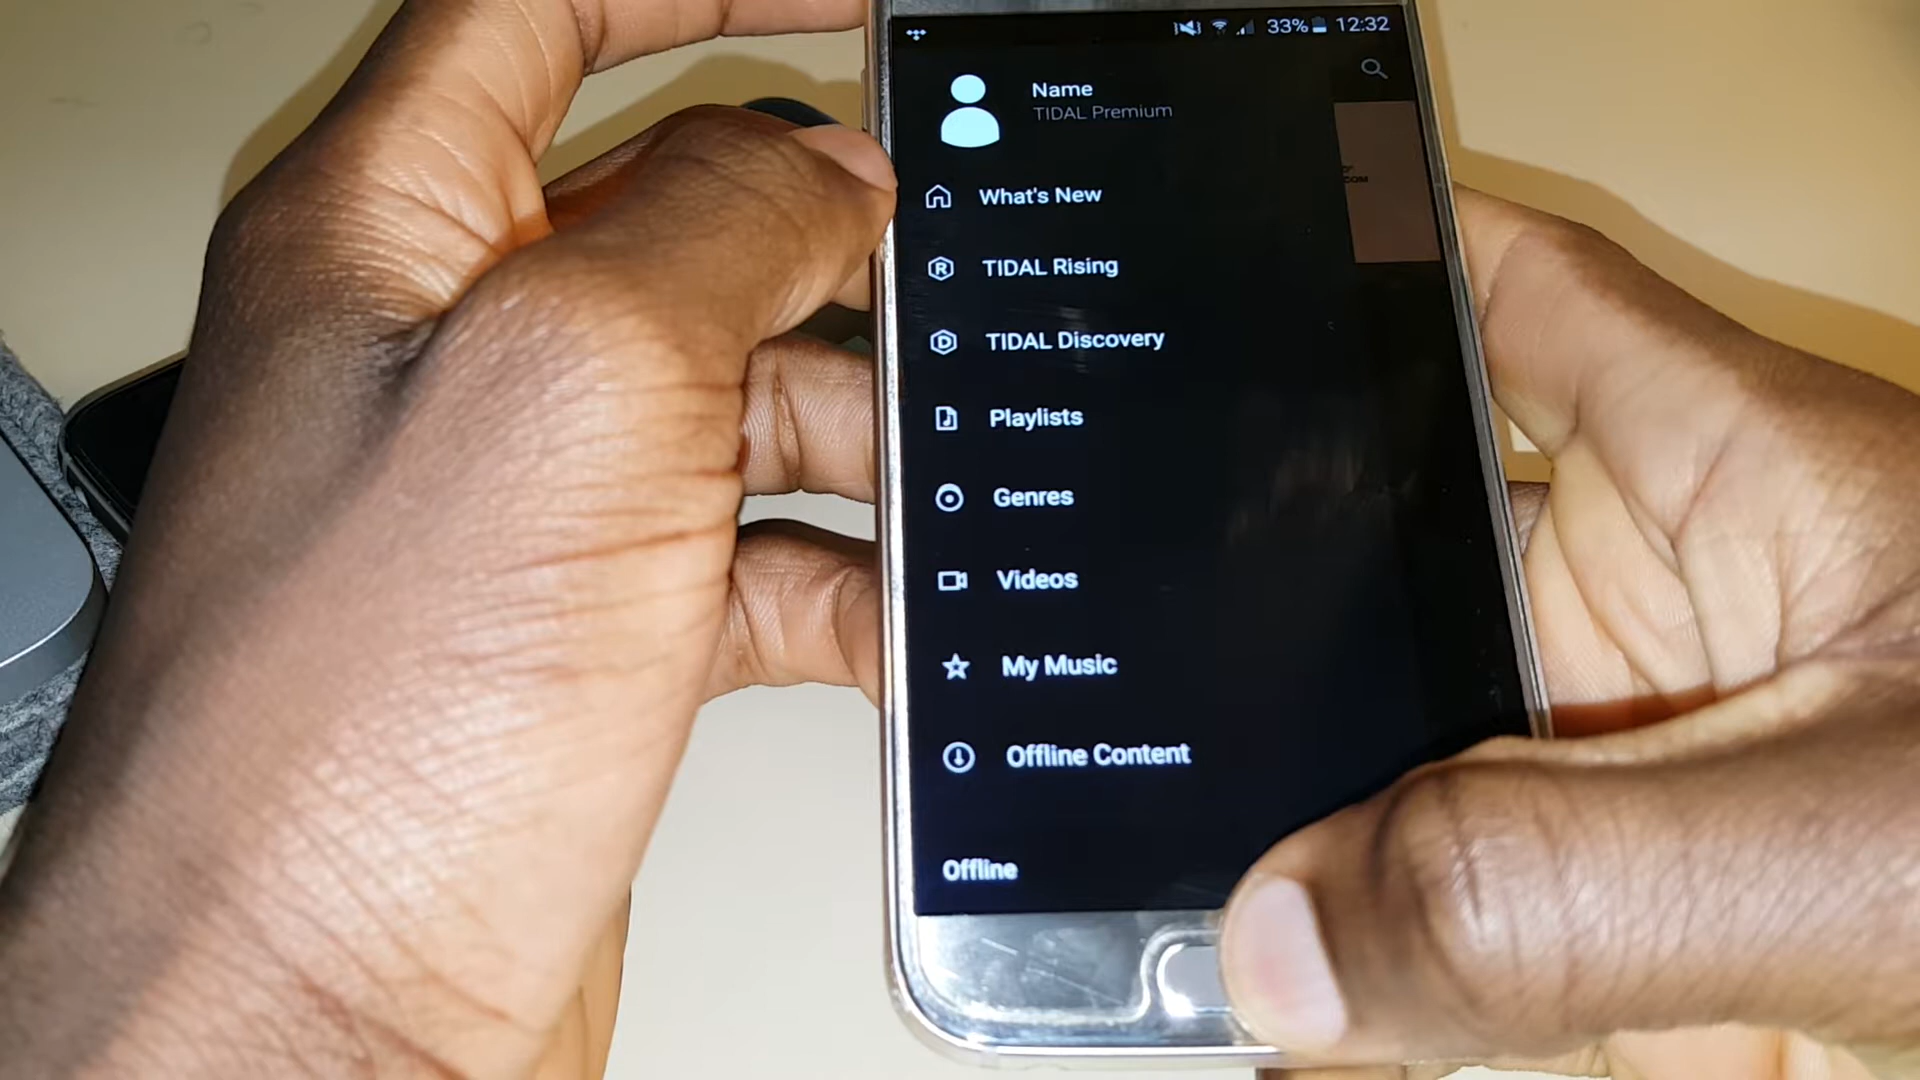 33% 12:32
Name
TIDAL Premium
What's New
TIDAL Rising
TIDAL Discovery
Playlists
Genres
Videos
My Music
Offline Content
Offline